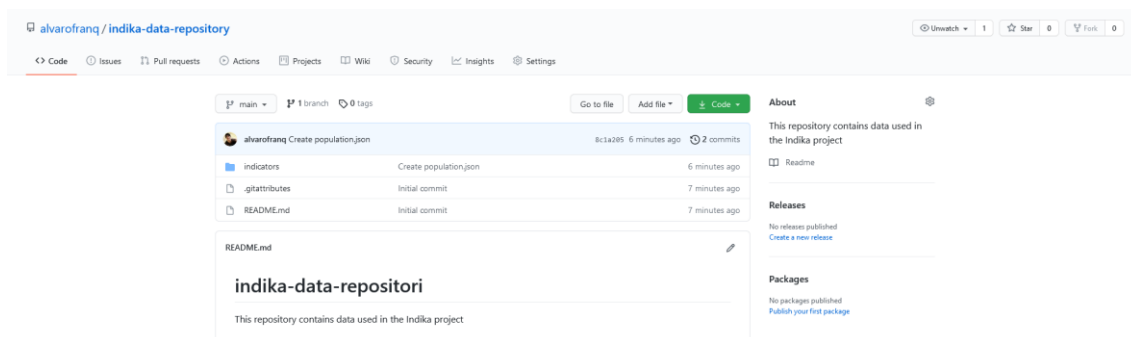 alvarofranq / indika-data-repository
Unwatch 1 Star 0 Fork 0
Code Issues Pull requests Actions Projects Wiki Security Insights Settings
main 1 branch 0 tags Go to file Add file Code
alvarofranq Create population.json 8c1a205 6 minutes ago 2 commits
indicators Create population.json 6 minutes ago
.gitattributes Initial commit 7 minutes ago
README.md Initial commit 7 minutes ago
README.md
indika-data-repositori
This repository contains data used in the Indika project
About
This repository contains data used in
the Indika project
Readme
Releases
No releases published
Create a new release
Packages
No packages published
Publish your first package